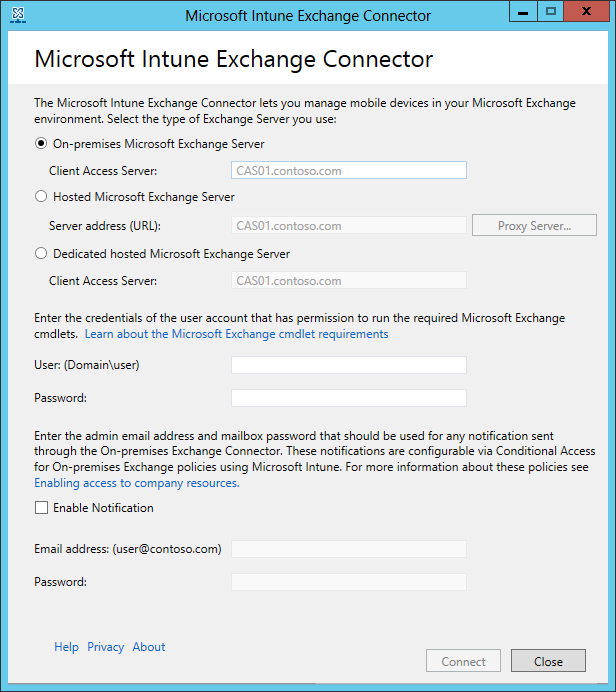 Microsoft Intune Exchange Connector
Microsoft Intune Exchange Connector
The Microsoft Intune Exchange Connector lets you manage mobile devices in your Microsoft Exchange
environment. Select the type of Exchange Server you use:
On-premises Microsoft Exchange Server
Client Access Server: CAS01.contoso.com
Hosted Microsoft Exchange Server
Server address (URL): CAS01.contoso.com Proxy Server...
Dedicated hosted Microsoft Exchange Server
Client Access Server: CAS01.contoso.com
Enter the credentials of the user account that has permission to run the required Microsoft Exchange
cmdlets. Learn about the Microsoft Exchange cmdlet requirements
User: (Domain\user)
Password:
Enter the admin email address and mailbox password that should be used for any notification sent
through the On-premises Exchange Connector. These notifications are configurable via Conditional Access
for On-premises Exchange policies using Microsoft Intune. For more information about these policies see
Enabling access to company resources.
Enable Notification
Email address: (user@contoso.com)
Password:
Help Privacy About
Connect Close